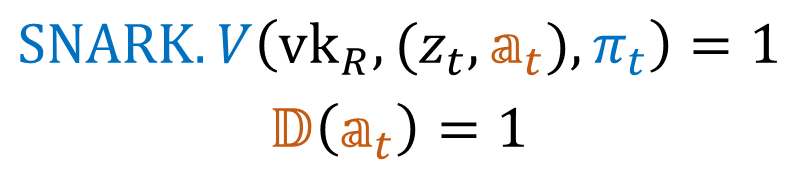 SNARK.𝑉(vk_𝑅, (𝑧_𝑡, 𝕒_𝑡), 𝜋_𝑡) = 1
𝔻(𝕒_𝑡) = 1